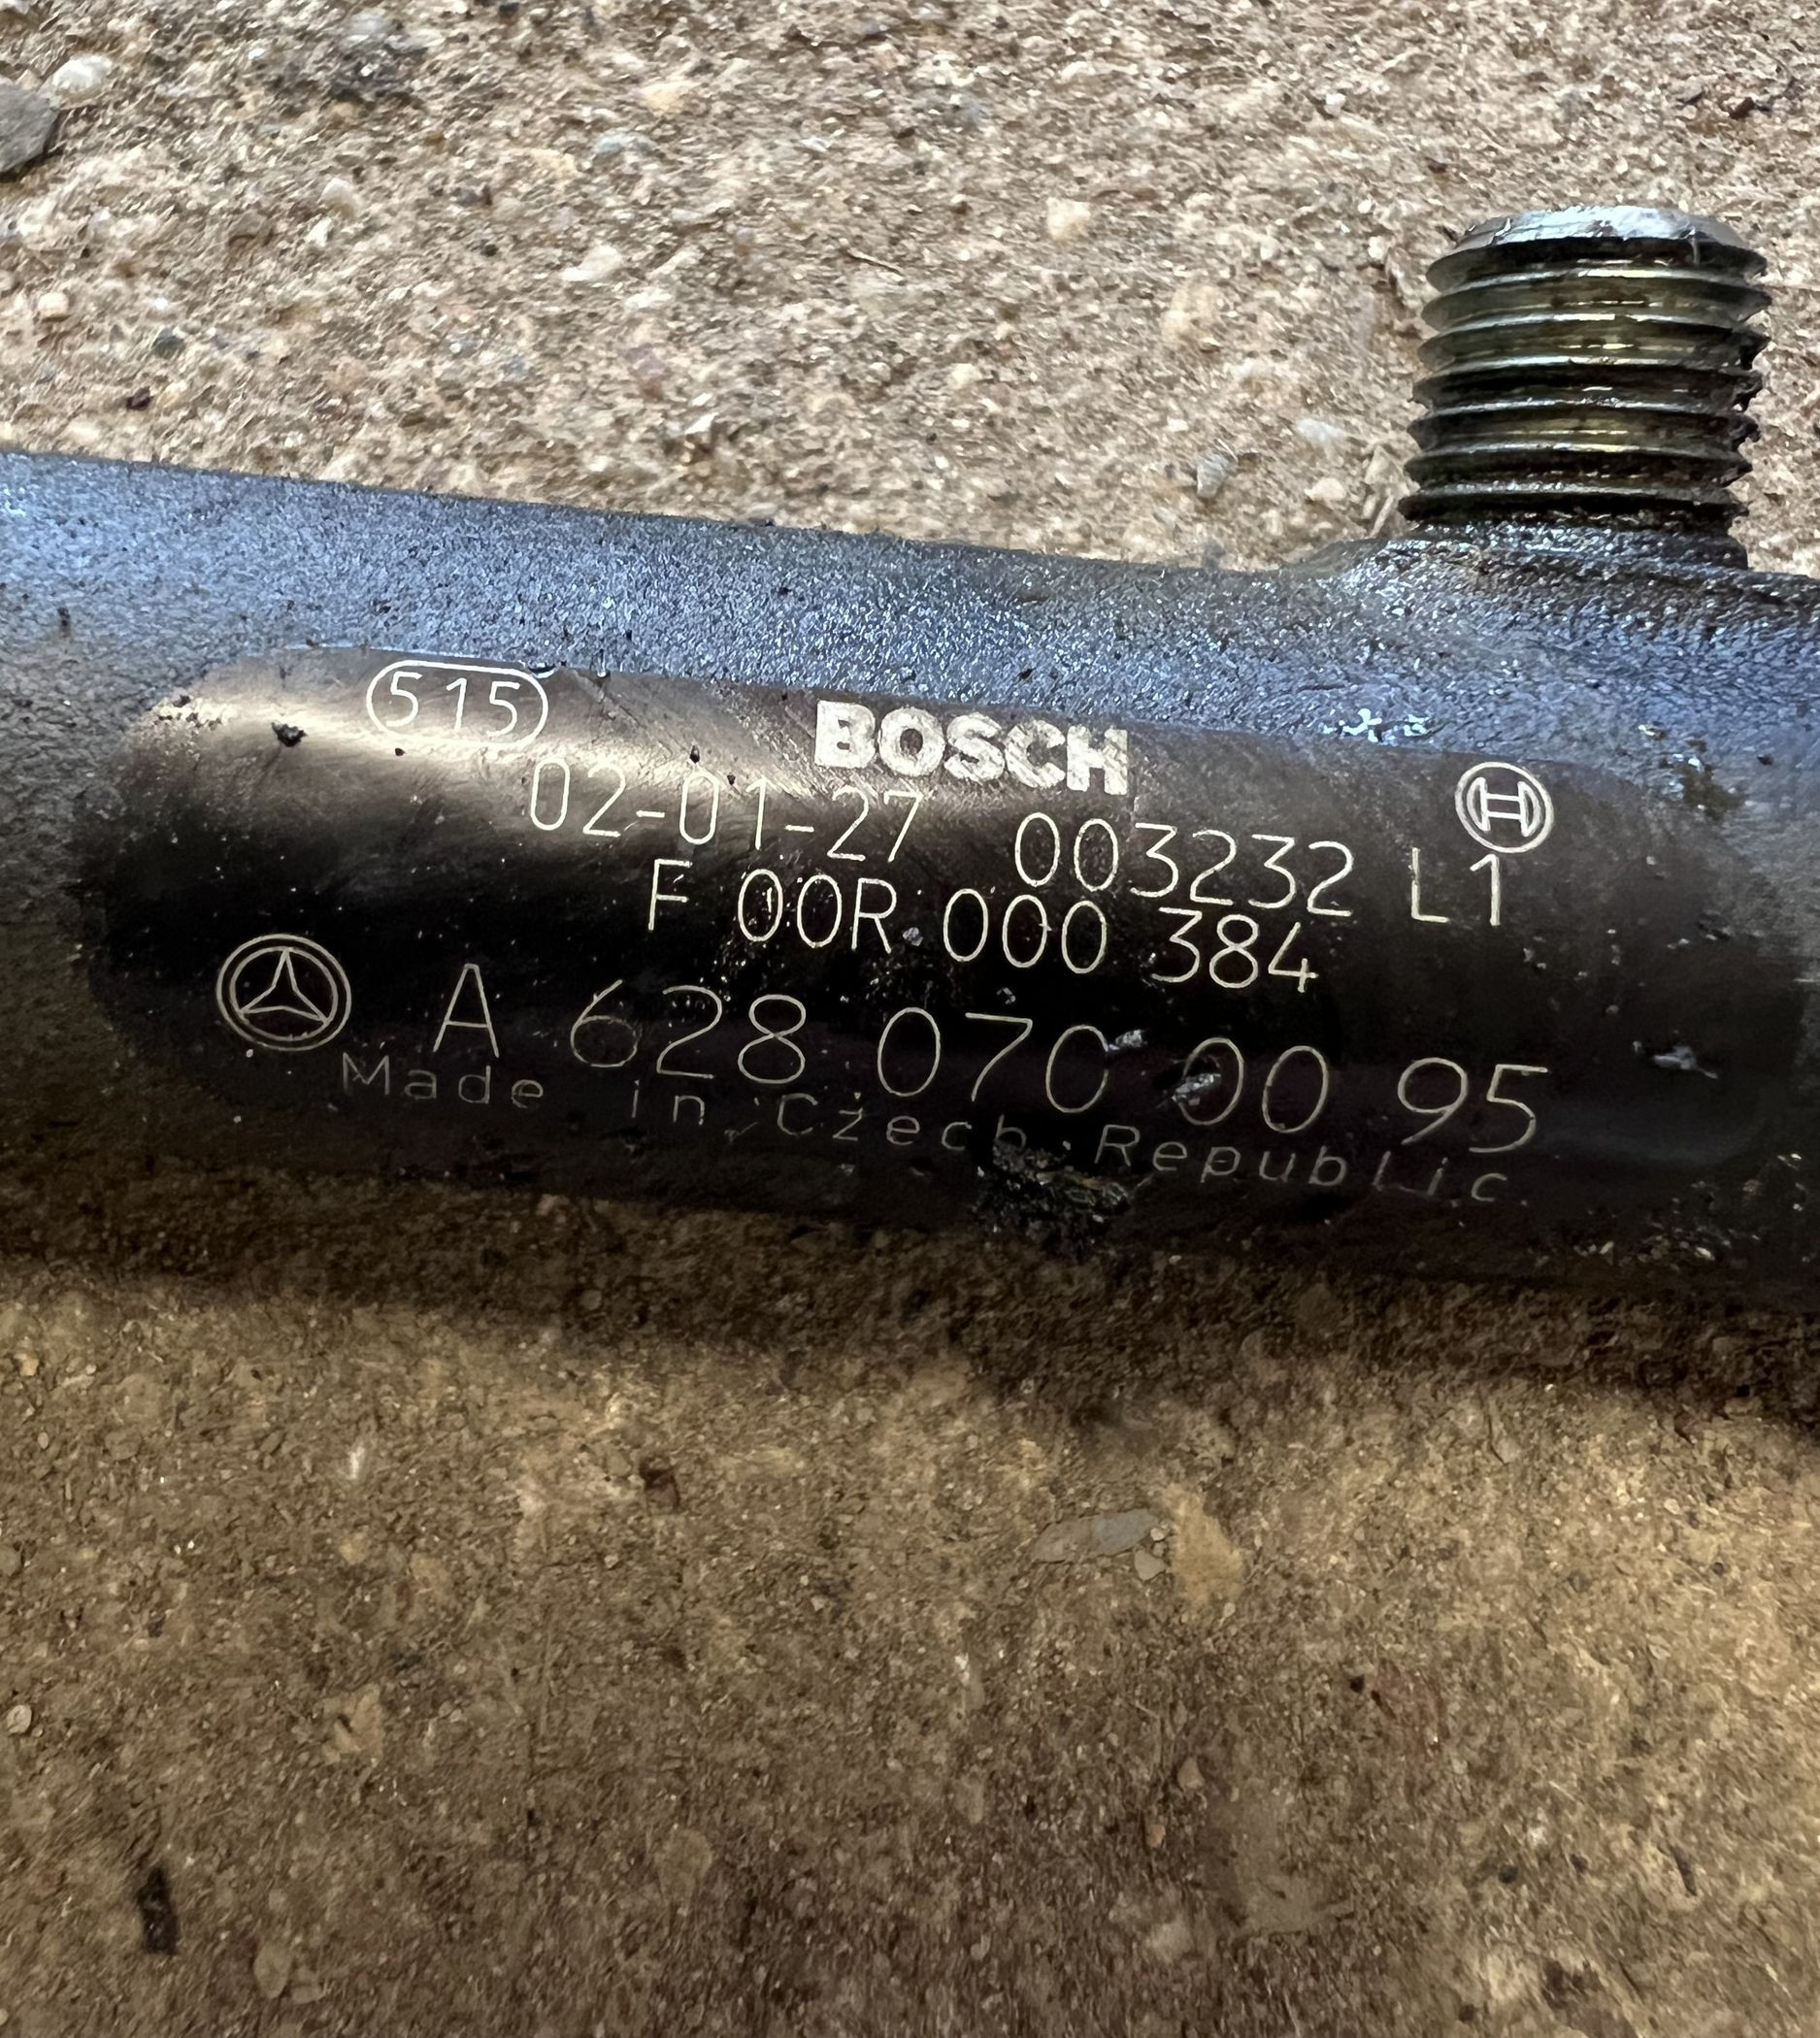 515
BOSCH
02-01-27 003232 L1
F 00R 000 384
A 628 070 00 95
Made in Czech Republic